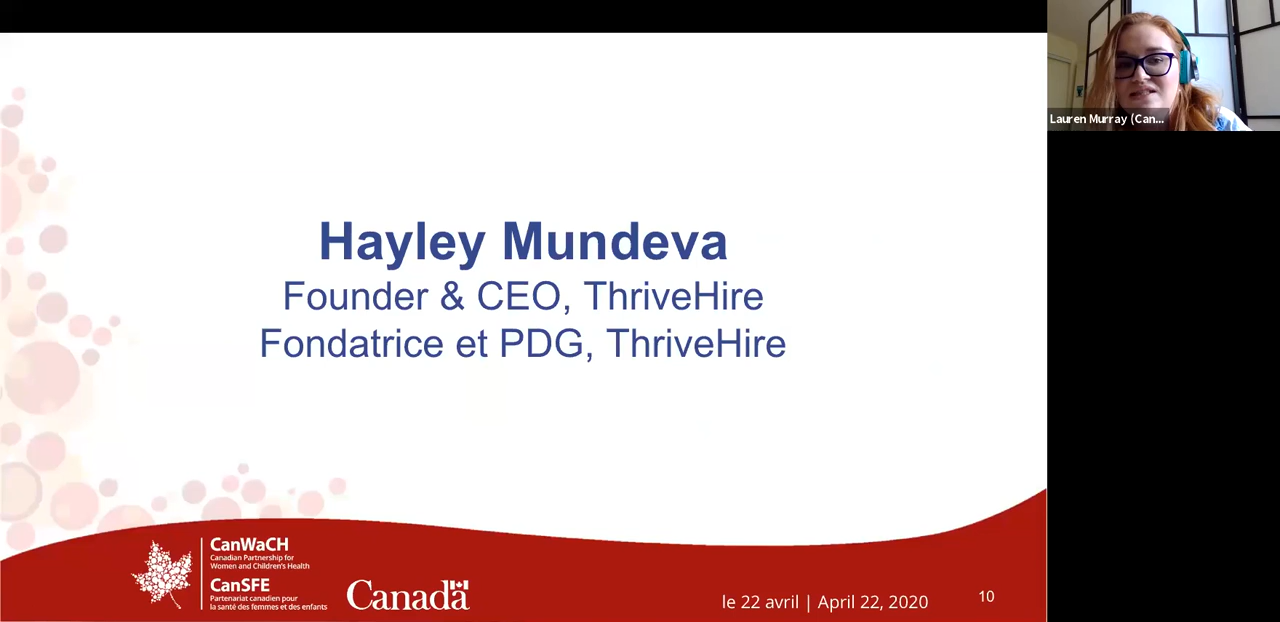 Hayley Mundeva
Founder & CEO, ThriveHire
Fondatrice et PDG, ThriveHire
CanWaCH
Canadian Partnership for
Women and Children's Health
CanSFE
Partenariat canadien pour
la santé des femmes et des enfants
Canada
le 22 avril | April 22, 2020
10
Lauren Murray (Can...